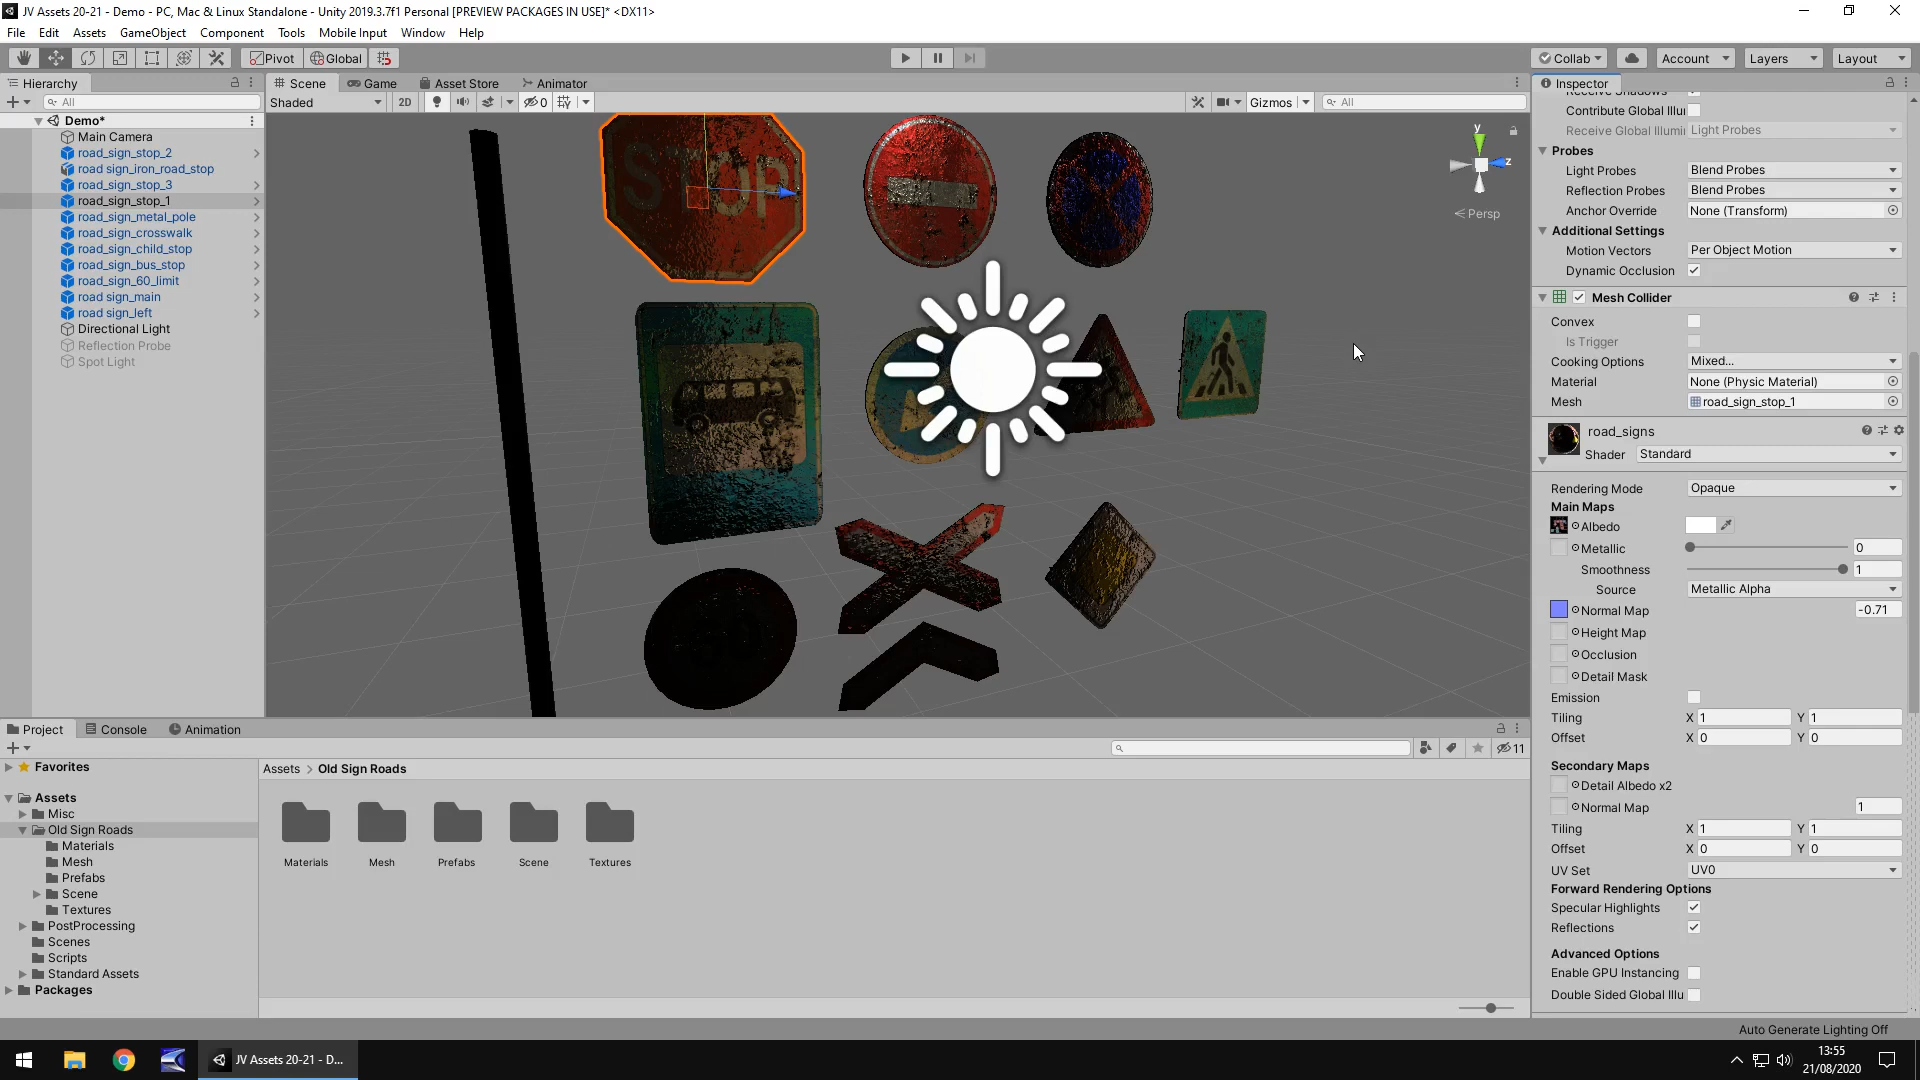 JV Assets 20-21 - Demo - PC, Mac & Linux Standalone - Unity 2019.3.7f1 Personal [PREVIEW PACKAGES IN USE]* <DX11>
File Edit Assets GameObject Component Tools Mobile Input Window Help
Pivot Global Collab Account Layers Layout
Hierarchy
All
Demo*
Main Camera
road_sign_stop_2
road sign_iron_road_stop
road_sign_stop_3
road_sign_stop_1
road_sign_metal_pole
road_sign_crosswalk
road_sign_child_stop
road_sign_bus_stop
road_sign_60_limit
road sign_main
road sign_left
Directional Light
Reflection Probe
Spot Light
Scene Game Asset Store Animator
Shaded 2D 0 Gizmos All
STOP
y
z
Persp
Inspector
Receive Shadows
Contribute Global Illui
Receive Global Illumii Light Probes
Probes
Light Probes Blend Probes
Reflection Probes Blend Probes
Anchor Override None (Transform)
Additional Settings
Motion Vectors Per Object Motion
Dynamic Occlusion
Mesh Collider
Convex
Is Trigger
Cooking Options Mixed...
Material None (Physic Material)
Mesh road_sign_stop_1
road_signs
Shader Standard
Rendering Mode Opaque
Main Maps
Albedo
Metallic 0
Smoothness 1
Source Metallic Alpha
Normal Map -0.71
Height Map
Occlusion
Detail Mask
Emission
Tiling X 1 Y 1
Offset X 0 Y 0
Secondary Maps
Detail Albedo x2
Normal Map 1
Tiling X 1 Y 1
Offset X 0 Y 0
UV Set UV0
Forward Rendering Options
Specular Highlights
Reflections
Advanced Options
Enable GPU Instancing
Double Sided Global Illu
Project Console Animation
11
Favorites
Assets
Misc
Old Sign Roads
Materials
Mesh
Prefabs
Scene
Textures
PostProcessing
Scenes
Scripts
Standard Assets
Packages
Assets > Old Sign Roads
Materials Mesh Prefabs Scene Textures
Auto Generate Lighting Off
JV Assets 20-21 - D...
13:55
21/08/2020